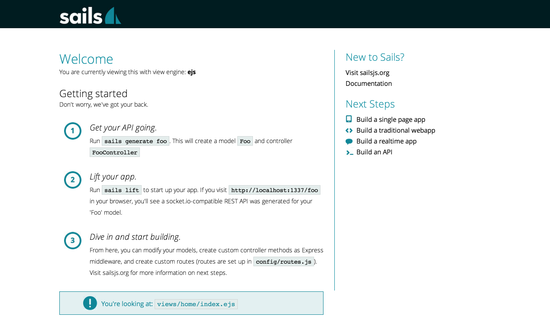 sails
Welcome
You are currently viewing this with view engine: ejs
Getting started
Don't worry, we've got your back.
1
Get your API going.
Run sails generate foo. This will create a model Foo and controller
FooController
2
Lift your app.
Run sails lift to start up your app. If you visit http://localhost:1337/foo
in your browser, you'll see a socket.io-compatible REST API was generated for your
'Foo' model.
3
Dive in and start building.
From here, you can modify your models, create custom controller methods as Express
middleware, and create custom routes (routes are set up in config/routes.js).
Visit sailsjs.org for more information on next steps.
! You're looking at: views/home/index.ejs
New to Sails?
Visit sailsjs.org
Documentation
Next Steps
Build a single page app
Build a traditional webapp
Build a realtime app
Build an API